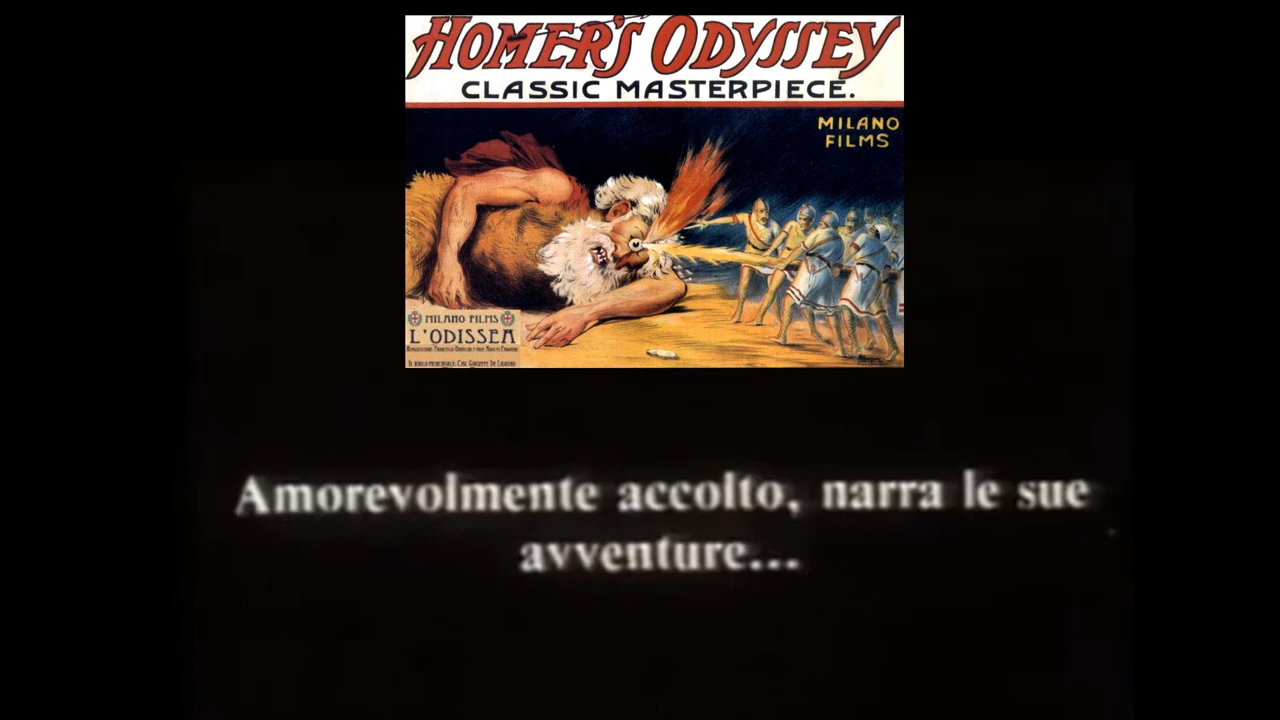 HOMER'S ODYSSEY
CLASSIC MASTERPIECE.
MILANO
FILMS
MILANO FILMS
L'ODISSEA
Amorevolmente accolto, narra le sue
avventure...